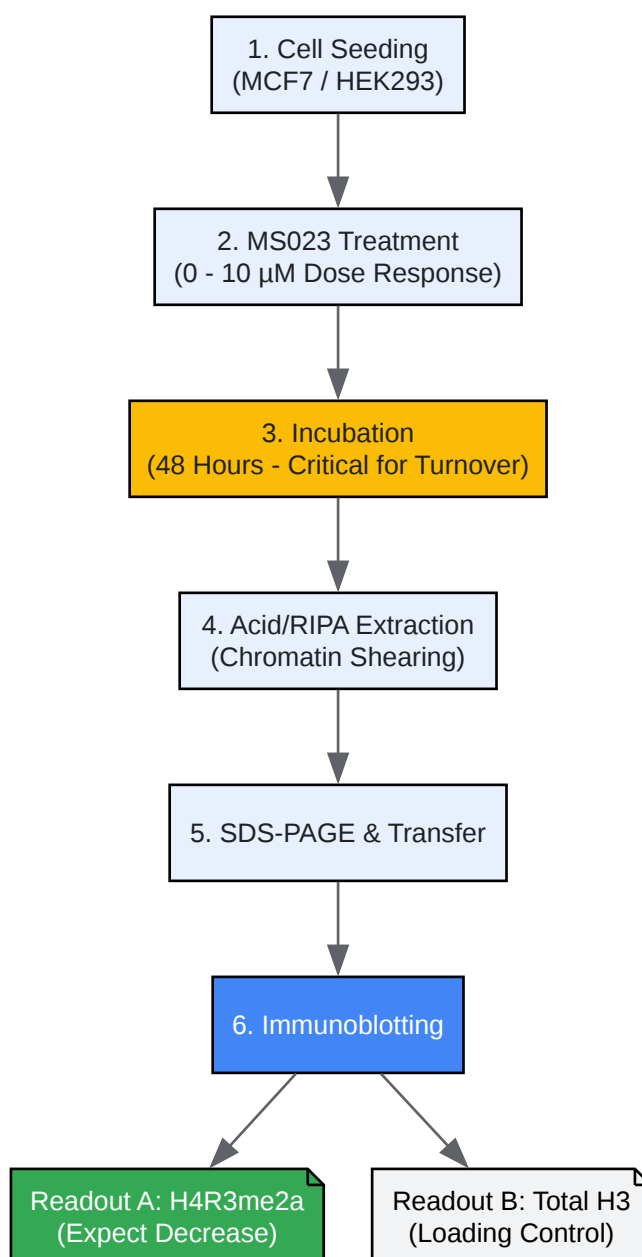 1. Cell Seeding
(MCF7 / HEK293)
2. MS023 Treatment
(0 - 10 µM Dose Response)
3. Incubation
(48 Hours - Critical for Turnover)
4. Acid/RIPA Extraction
(Chromatin Shearing)
5. SDS-PAGE & Transfer
6. Immunoblotting
Readout A: H4R3me2a
(Expect Decrease)
Readout B: Total H3
(Loading Control)